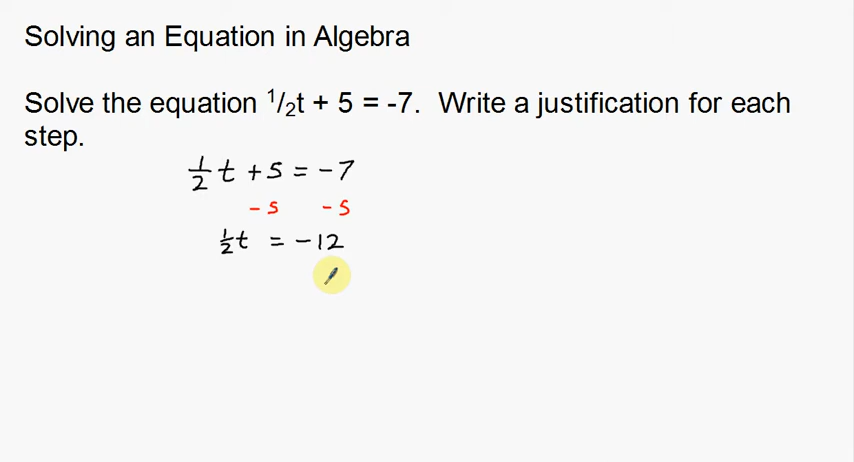 Solving an Equation in Algebra
Solve the equation ¹/₂t + 5 = -7. Write a justification for each
step.
½ t + 5 = - 7
- 5 - 5
½t = - 12